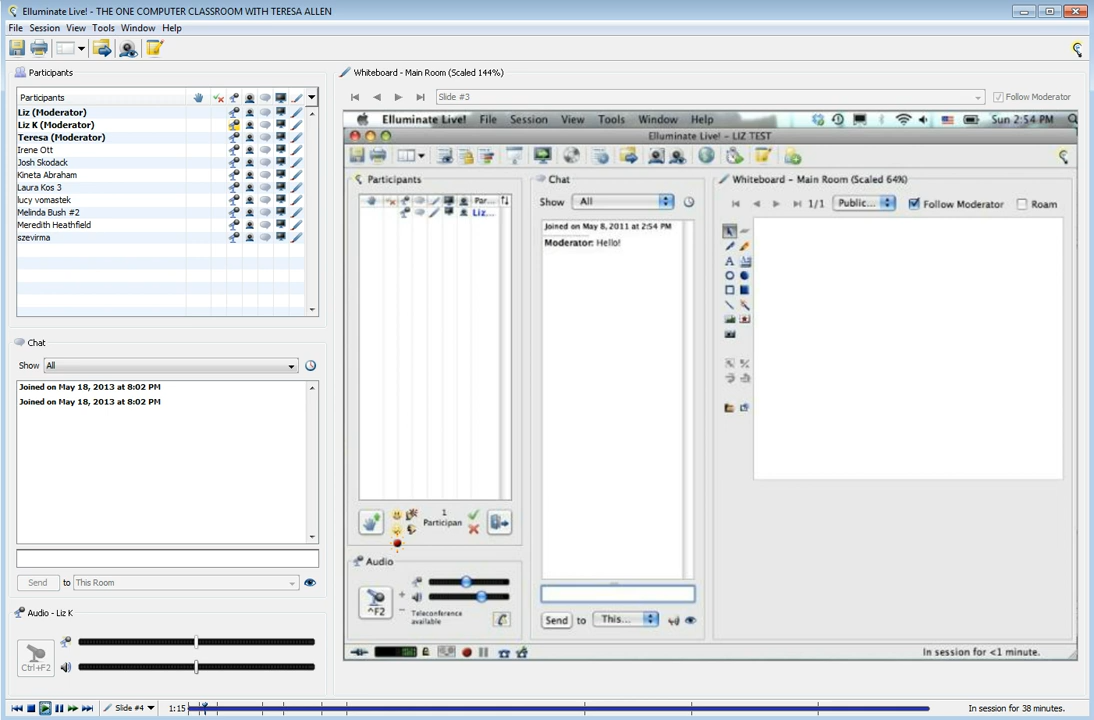 Elluminate Live! - THE ONE COMPUTER CLASSROOM WITH TERESA ALLEN
File Session View Tools Window Help
Participants
Participants
Liz (Moderator)
Liz K (Moderator)
Teresa (Moderator)
Irene Ott
Josh Skodack
Kineta Abraham
Laura Kos 3
lucy vomastek
Melinda Bush #2
Meredith Heathfield
szevirma
Chat
Show All
Joined on May 18, 2013 at 8:02 PM
Joined on May 18, 2013 at 8:02 PM
Send to This Room
Audio - Liz K
Ctrl+F2
Whiteboard - Main Room (Scaled 144%)
Slide #3
Follow Moderator
Elluminate Live! File Session View Tools Window Help Sun 2:54 PM
Elluminate Live! - LIZ TEST
Participants
Par...
Liz...
1
Participan
Audio
^F2
Teleconference
available
Chat
Show All
Joined on May 8, 2011 at 2:54 PM
Moderator: Hello!
Send to This...
Whiteboard - Main Room (Scaled 64%)
1/1 Public... Follow Moderator Roam
A
In session for <1 minute.
Slide #4 1:15 In session for 38 minutes.